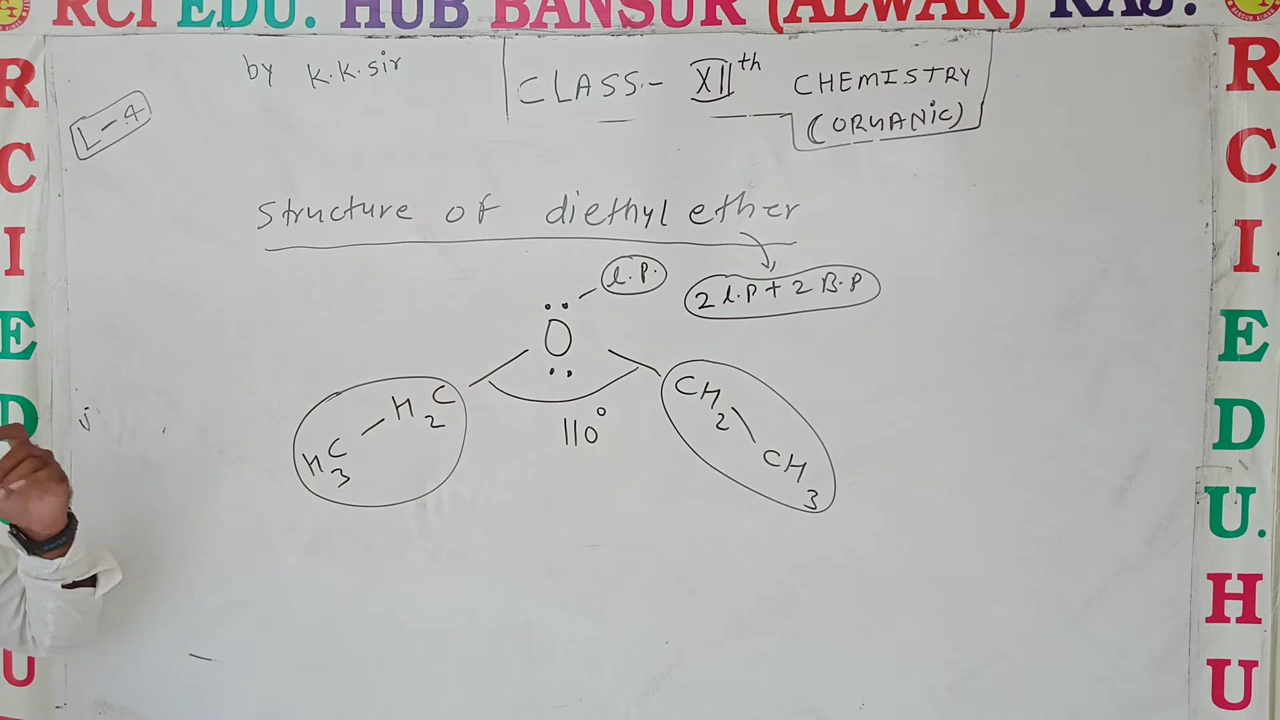 RCI EDU. HUB BANSUR (ALWAR) RAJ.
by K.K.sir
CLASS:- XIIth CHEMISTRY
(ORGANIC)
L-4
Structure of diethyl ether
l.P.
2 l.P + 2 B.P
O
H3C - H2C
CH2
CH3
110°
R
C
I
E
D
U
R
C
I
E
D
U.
H
U